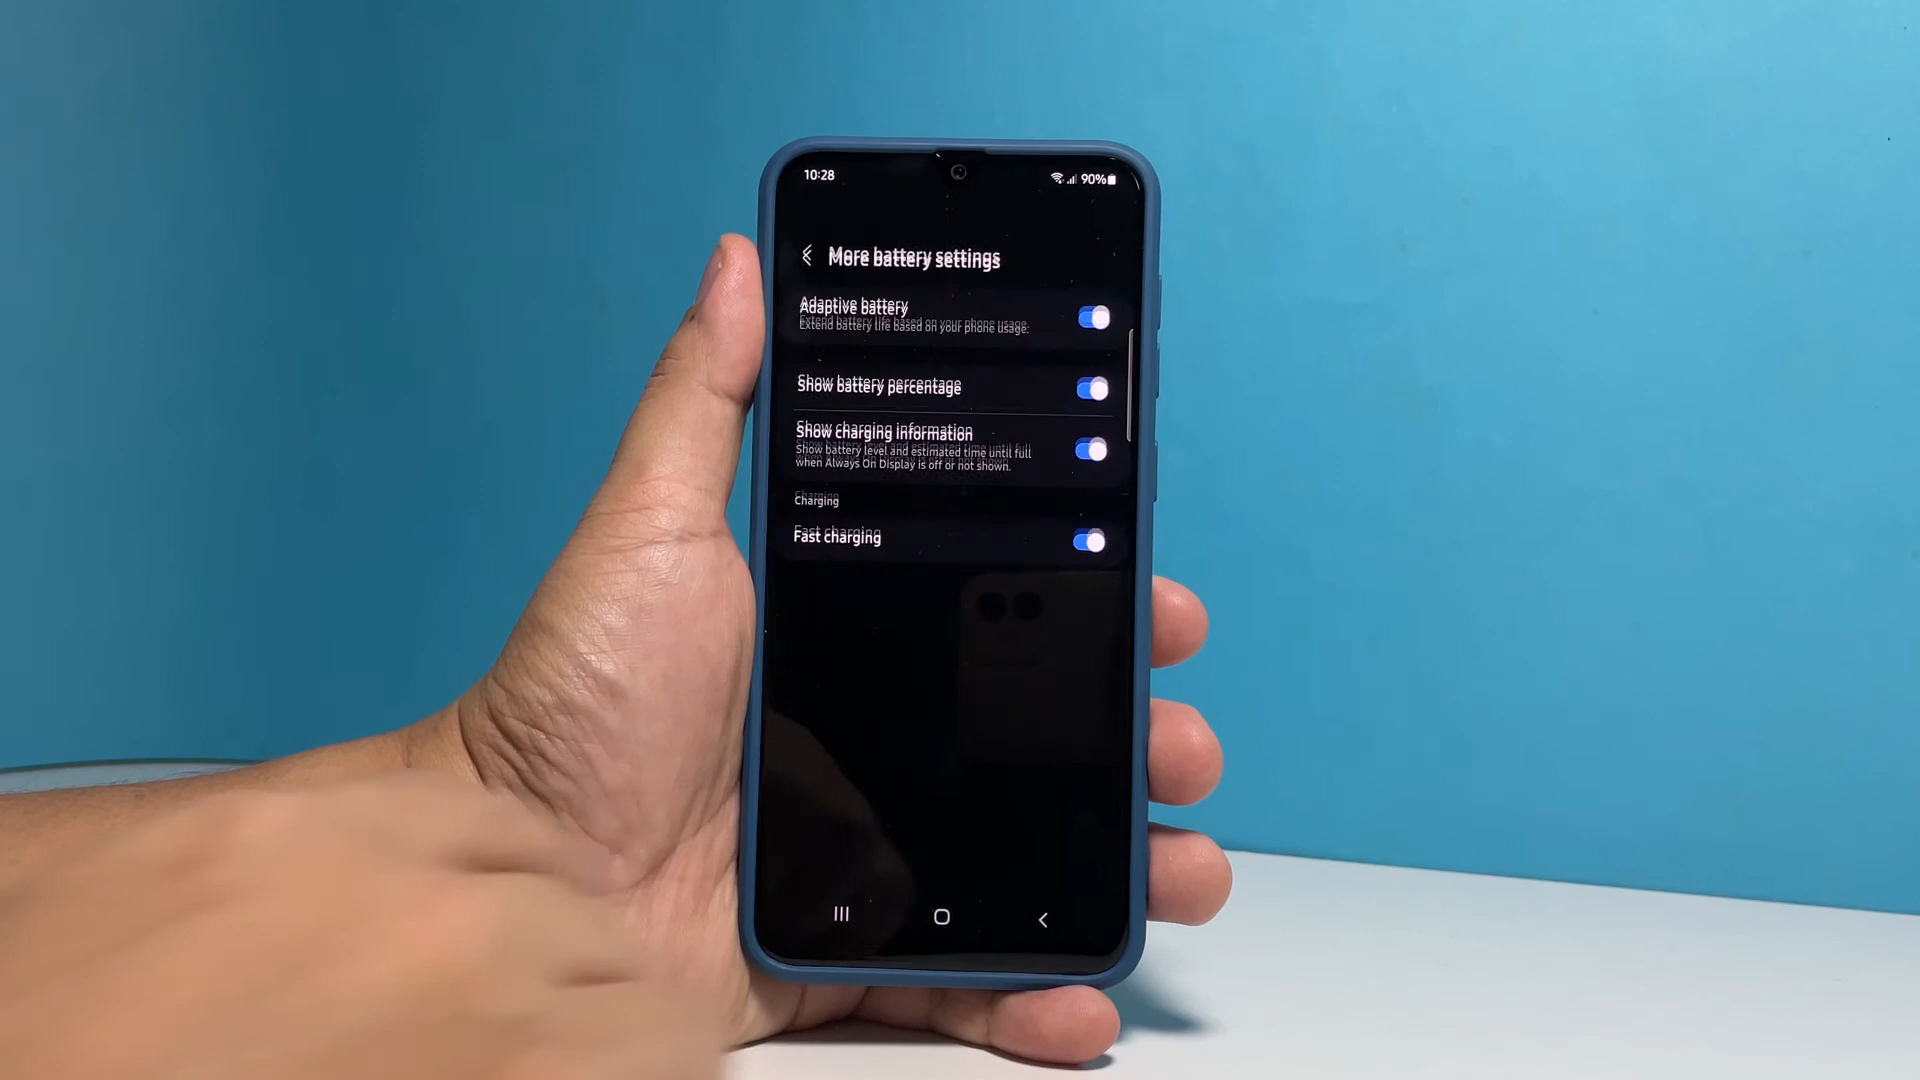 10:28
90%
More battery settings
Adaptive battery
Extend battery life based on your phone usage.
Show battery percentage
Show charging information
Show battery level and estimated time until full
when Always On Display is off or not shown.
Charging
Fast charging